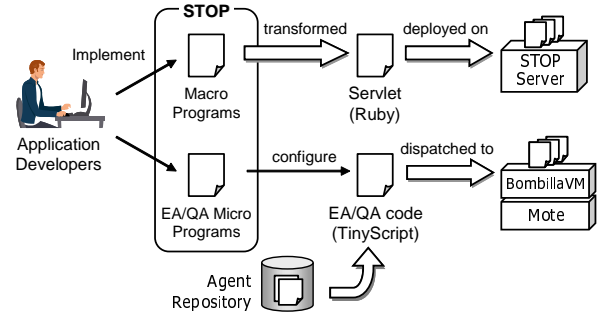 STOP
Implement
transformed
deployed on
STOP
Server
Macro
Programs
Servlet
(Ruby)
Application
Developers
configure
dispatched to
BombillaVM
Mote
EA/QA Micro
Programs
EA/QA code
(TinyScript)
Agent
Repository